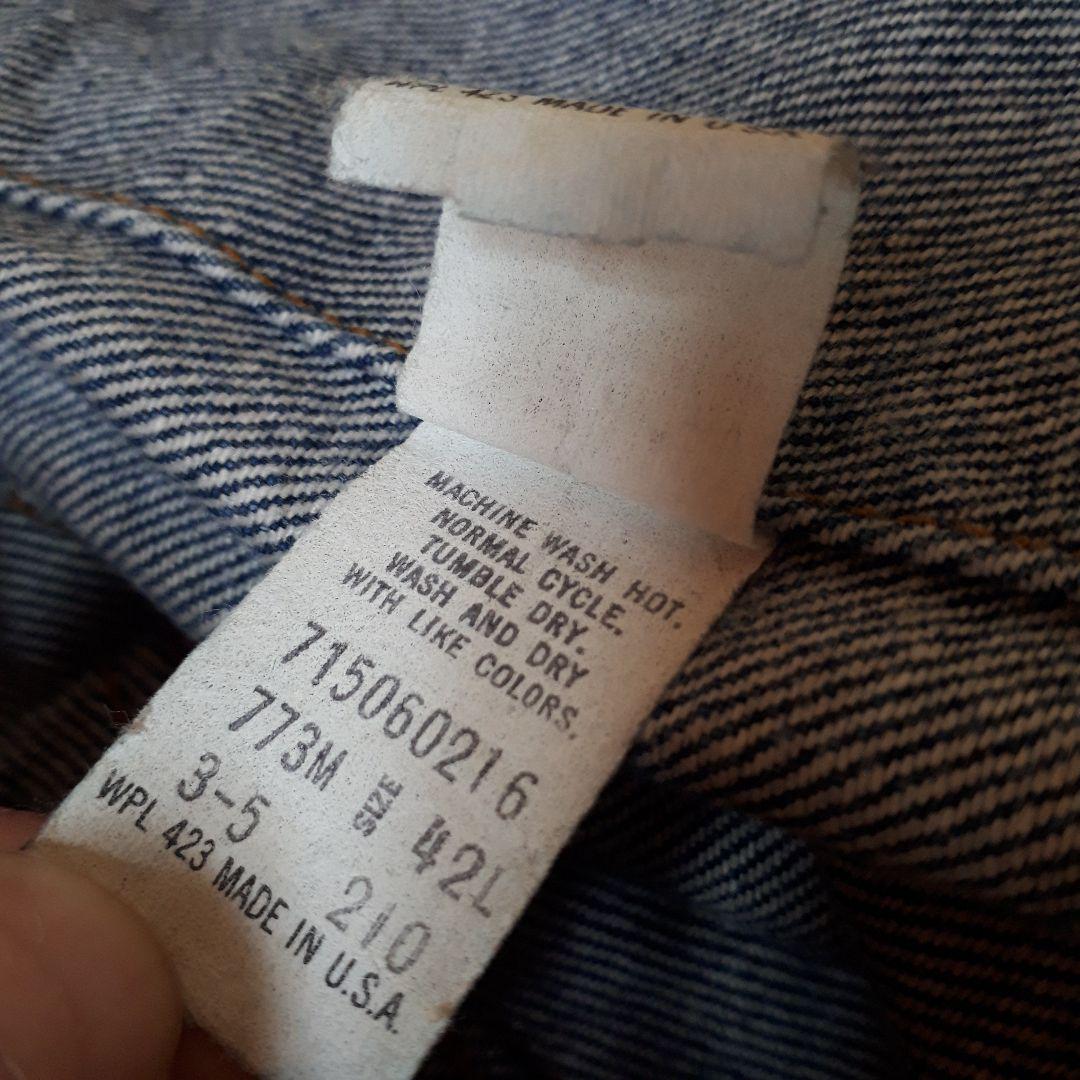 WPL 423 MADE IN U.S.A.
MACHINE WASH HOT.
NORMAL CYCLE.
TUMBLE DRY.
WASH AND DRY
WITH LIKE COLORS.
715060216
773M SIZE 42L
3-5 210
WPL 423 MADE IN U.S.A.